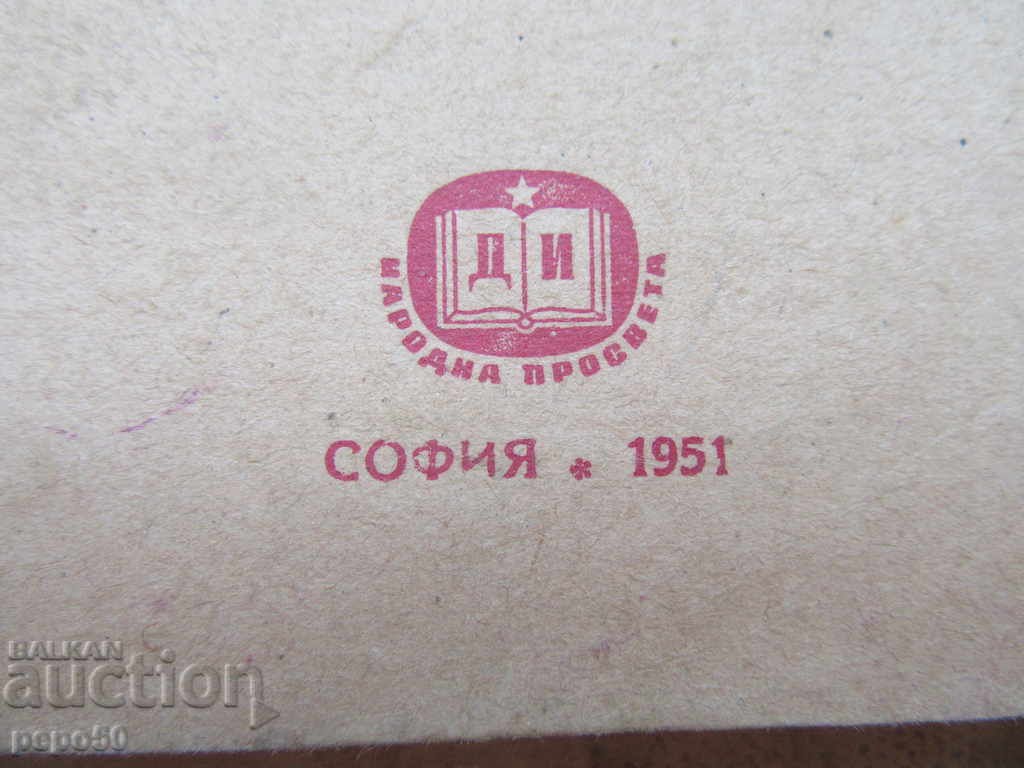 Д И
НАРОДНА ПРОСВЕТА
СОФИЯ * 1951
BALKAN
auction
pepo50